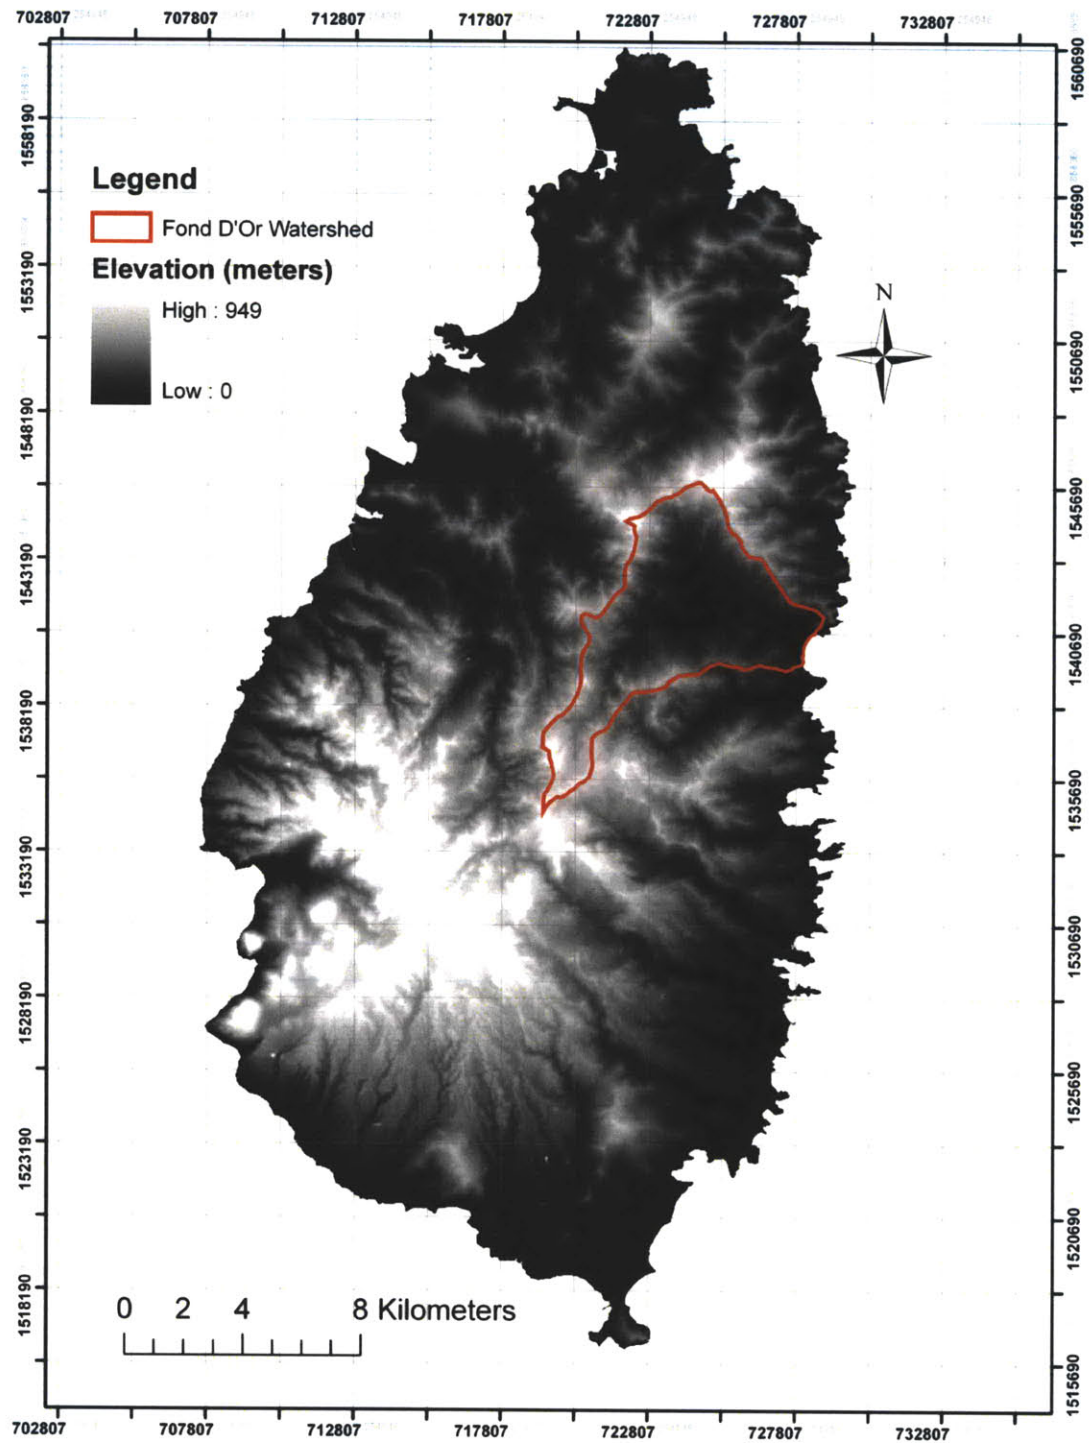 702807 707807 712807 717807 722807 727807 732807
1560690
1558190
Legend
Fond D'Or Watershed
1555690
Elevation (meters)
1553190
High : 949
N
1550690
Low : 0
1548190
1545690
1543190
1540690
1538190
1535690
1533190
1530690
1528190
1525690
1523190
1520690
1518190
0 2 4 8 Kilometers
1515690
702807 707807 712807 717807 722807 727807 732807